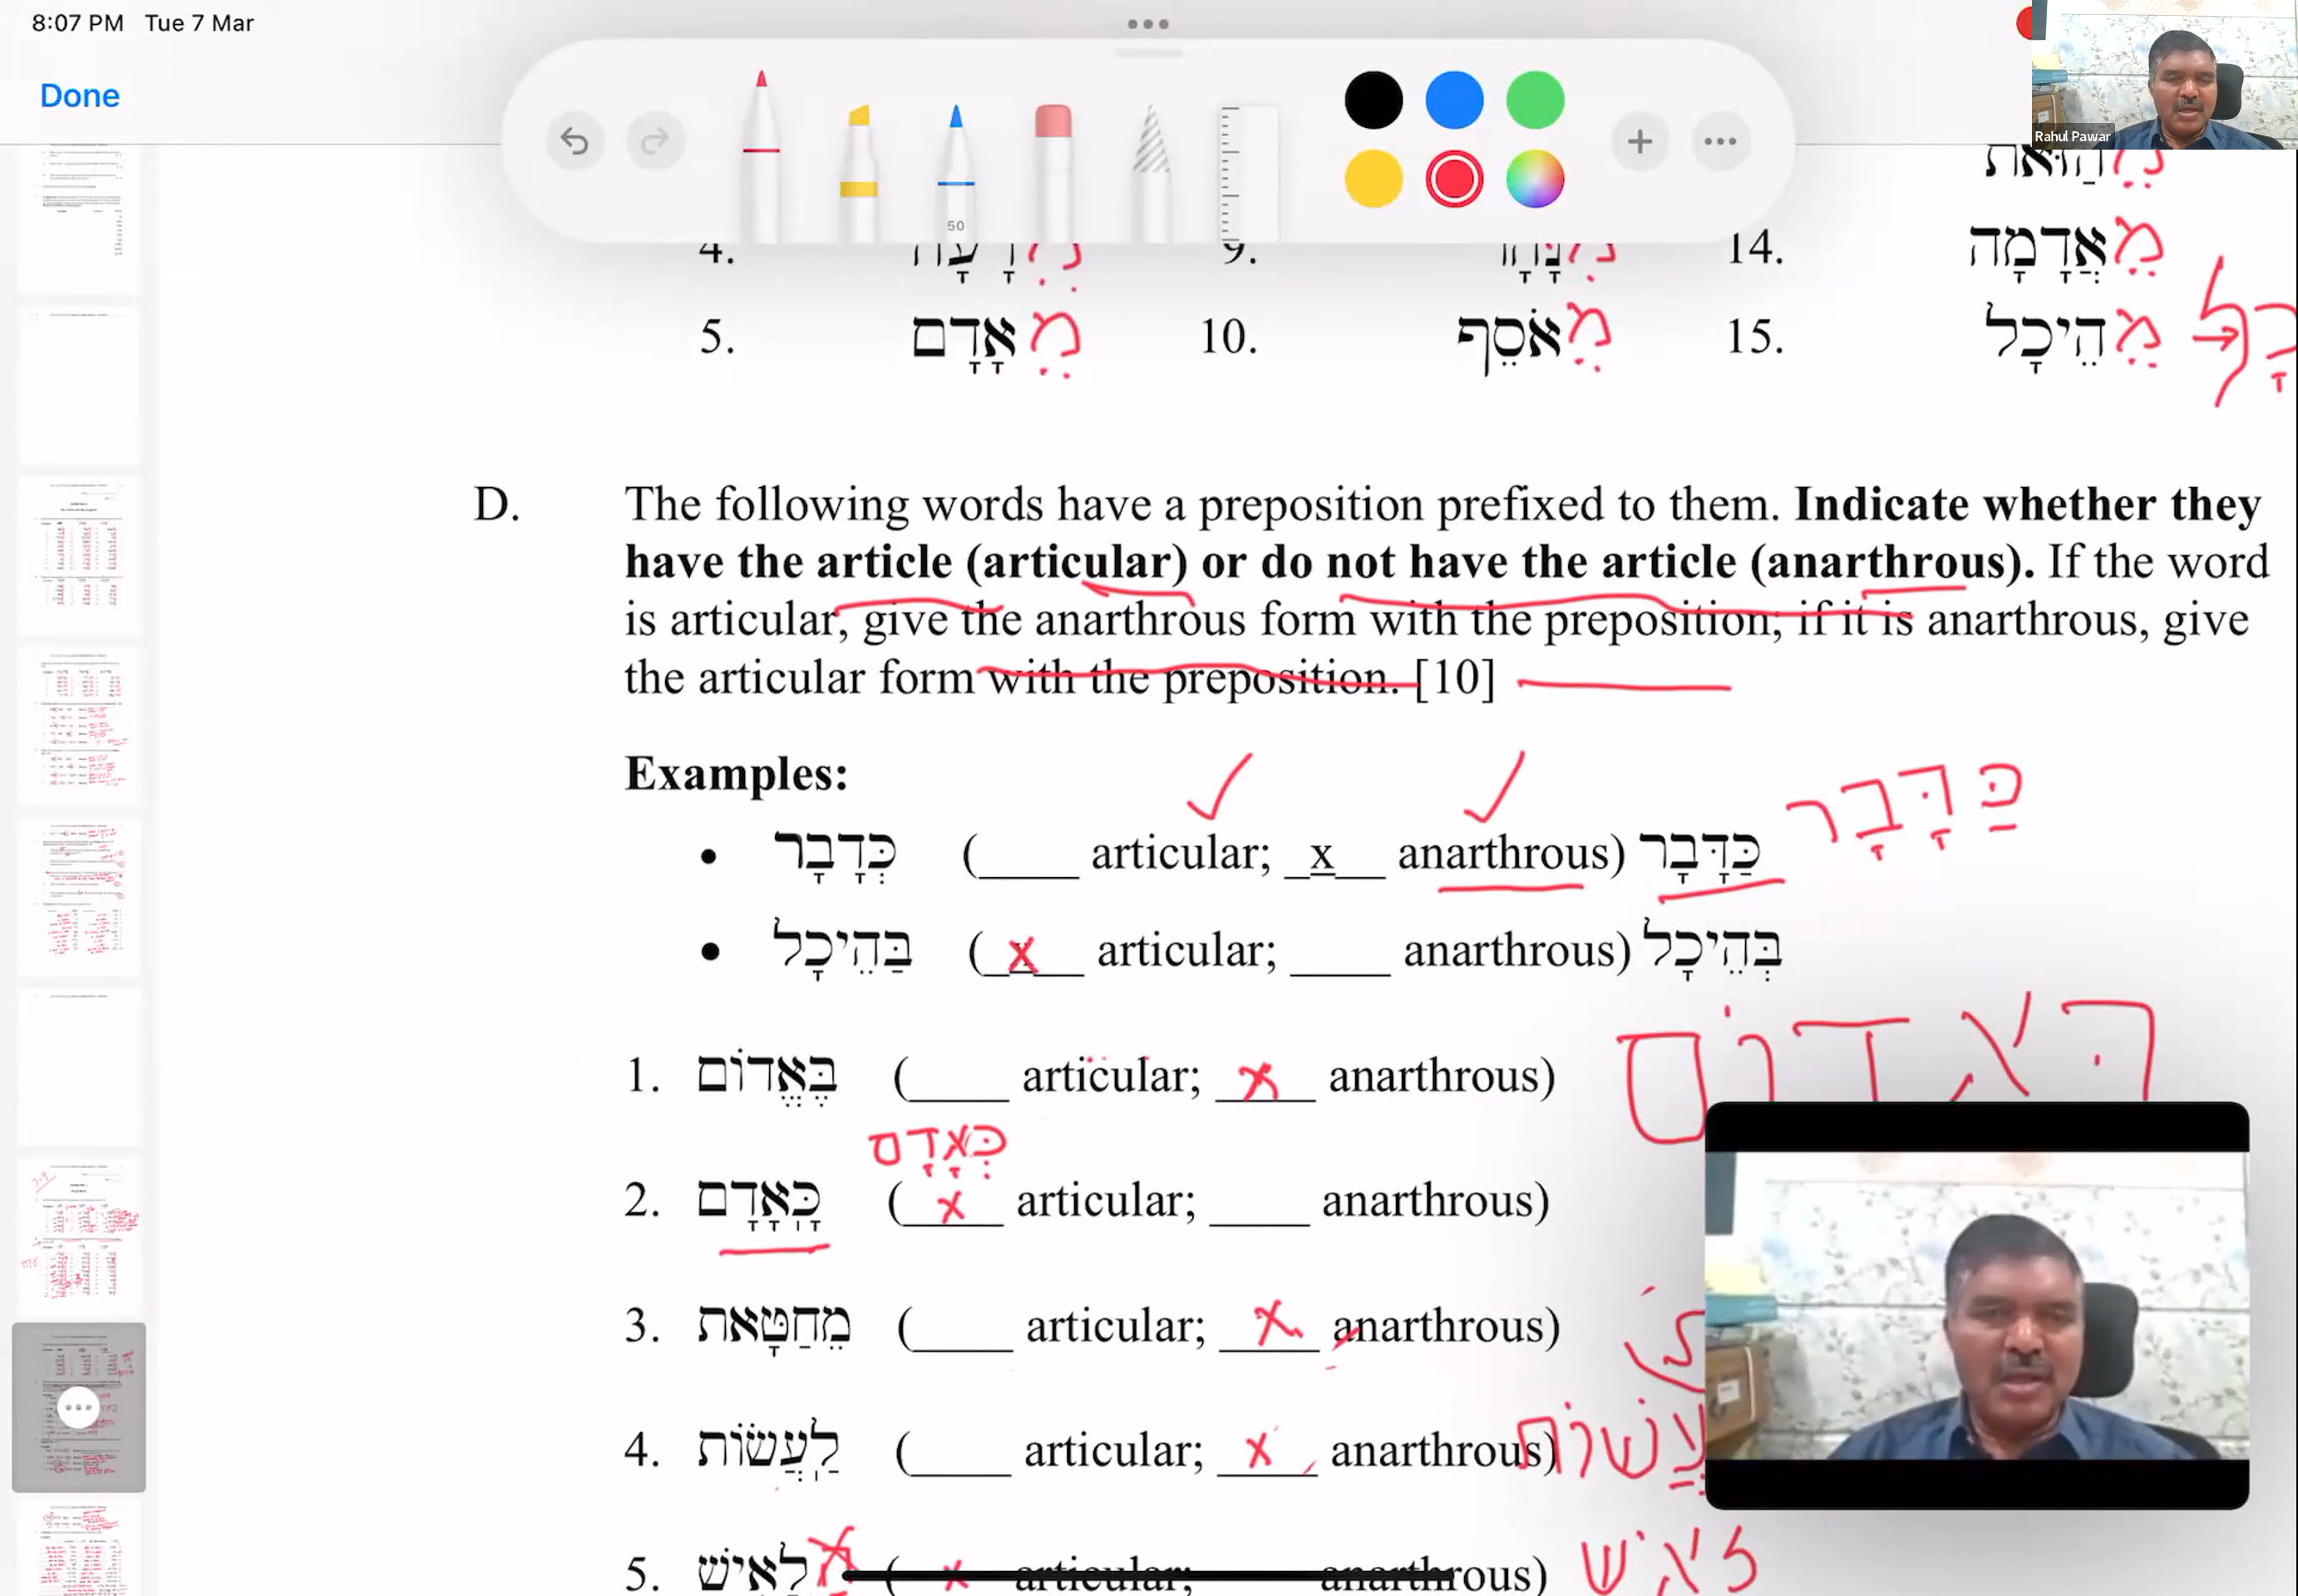 8:07 PM Tue 7 Mar
Done
50
Rahul Pawar
4. 9. 14. מֵאֲדָמָה
5. מֵאָדָם 10. מֵאֹסֵף 15. מֵהֵיכָל
D. The following words have a preposition prefixed to them. Indicate whether they
have the article (articular) or do not have the article (anarthrous). If the word
is articular, give the anarthrous form with the preposition; if it is anarthrous, give
the articular form with the preposition. [10]
Examples:
• כְּדָבָר (____ articular; _x__ anarthrous) כַּדָּבָר כַּדָּבָר
• בַּהֵיכָל (_x__ articular; ____ anarthrous) בְּהֵיכָל
1. בֶּאֱדוֹם (____ articular; _x__ anarthrous)
כְּאָדָם
2. כָּאָדָם (_x__ articular; ____ anarthrous)
3. מֵחַטָּאת (____ articular; _x__ anarthrous)
4. לַעֲשׂוֹת (____ articular; _x__ anarthrous)
5. לָאִישׁ (_x__ articular; ____ anarthrous)